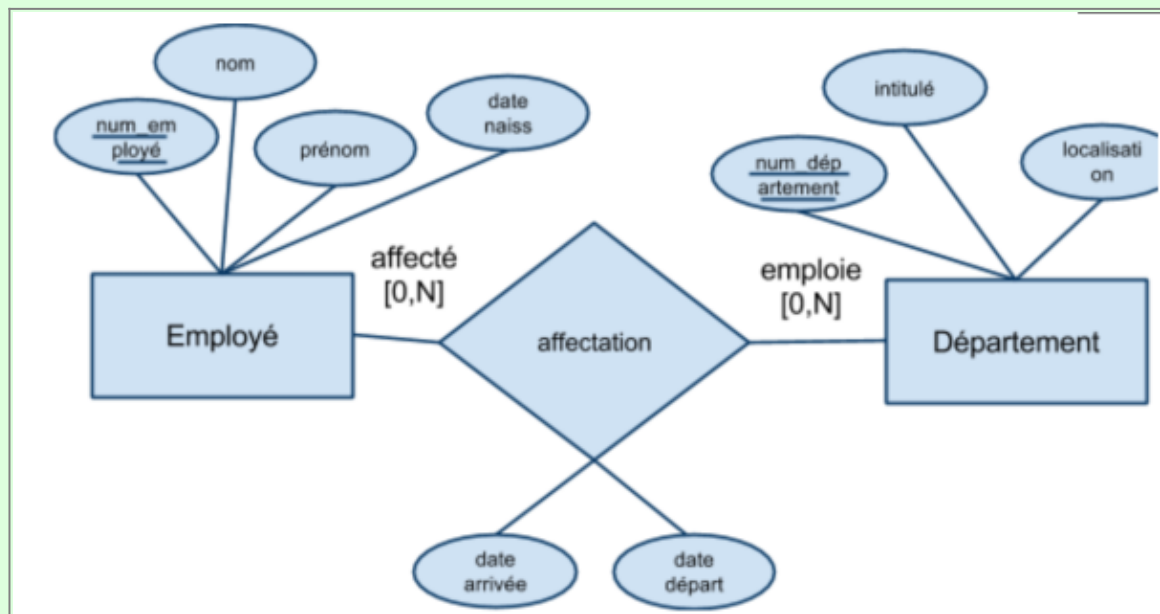 nom
num_em
ployé
prénom
date
naiss
intitulé
num_dép
artement
localisati
on
affecté
[0,N]
emploie
[0,N]
Employé
affectation
Département
date
arrivée
date
départ